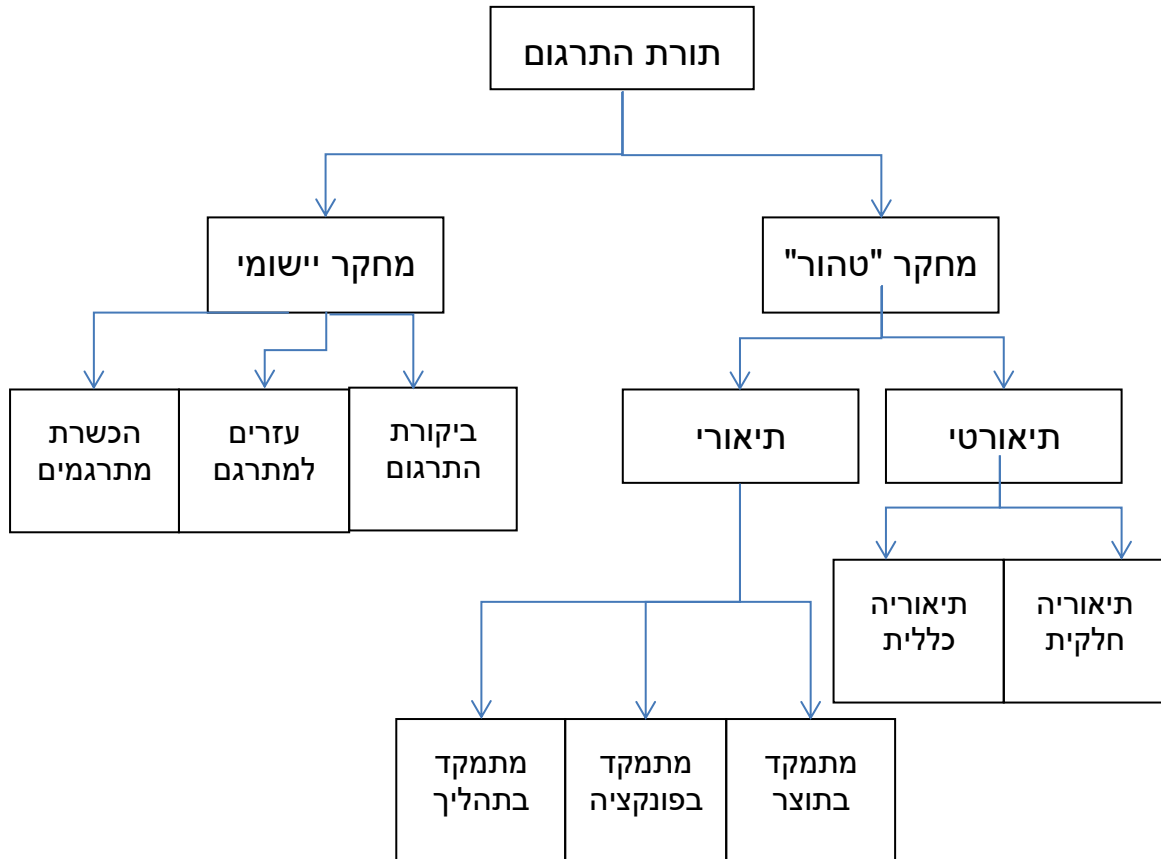 תורת התרגום
מחקר "טהור"
מחקר יישומי
תיאורטי
תיאורי
ביקורת
התרגום
עזרים
למתרגם
הכשרת
מתרגמים
תיאוריה
חלקית
תיאוריה
כללית
מתמקד
בתוצר
מתמקד
בפונקציה
מתמקד
בתהליך